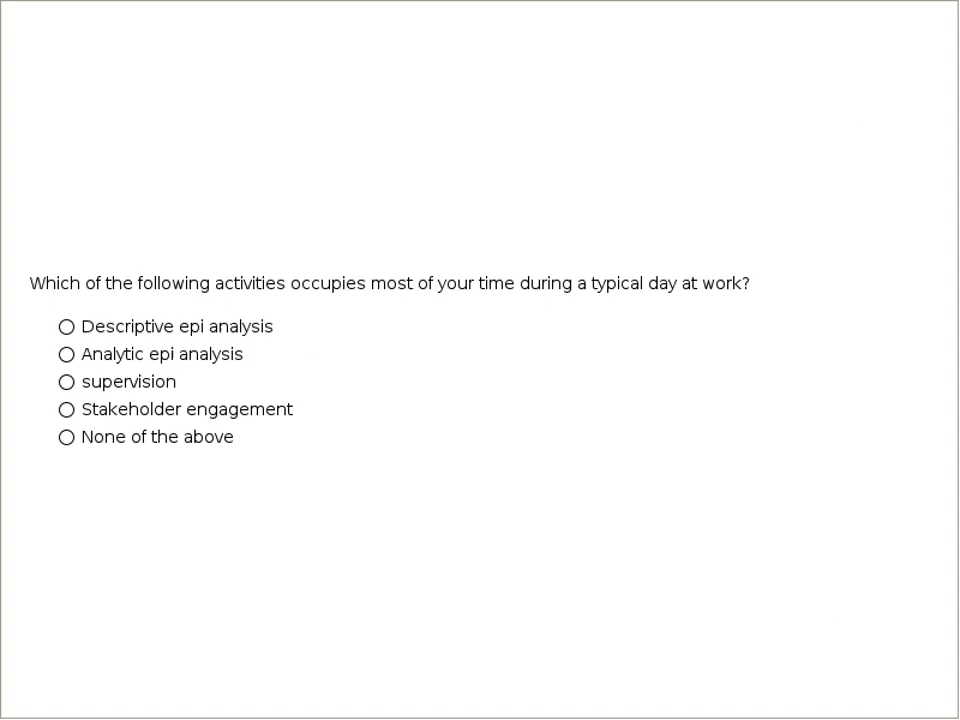 Which of the following activities occupies most of your time during a typical day at work?
Descriptive epi analysis
Analytic epi analysis
supervision
Stakeholder engagement
None of the above